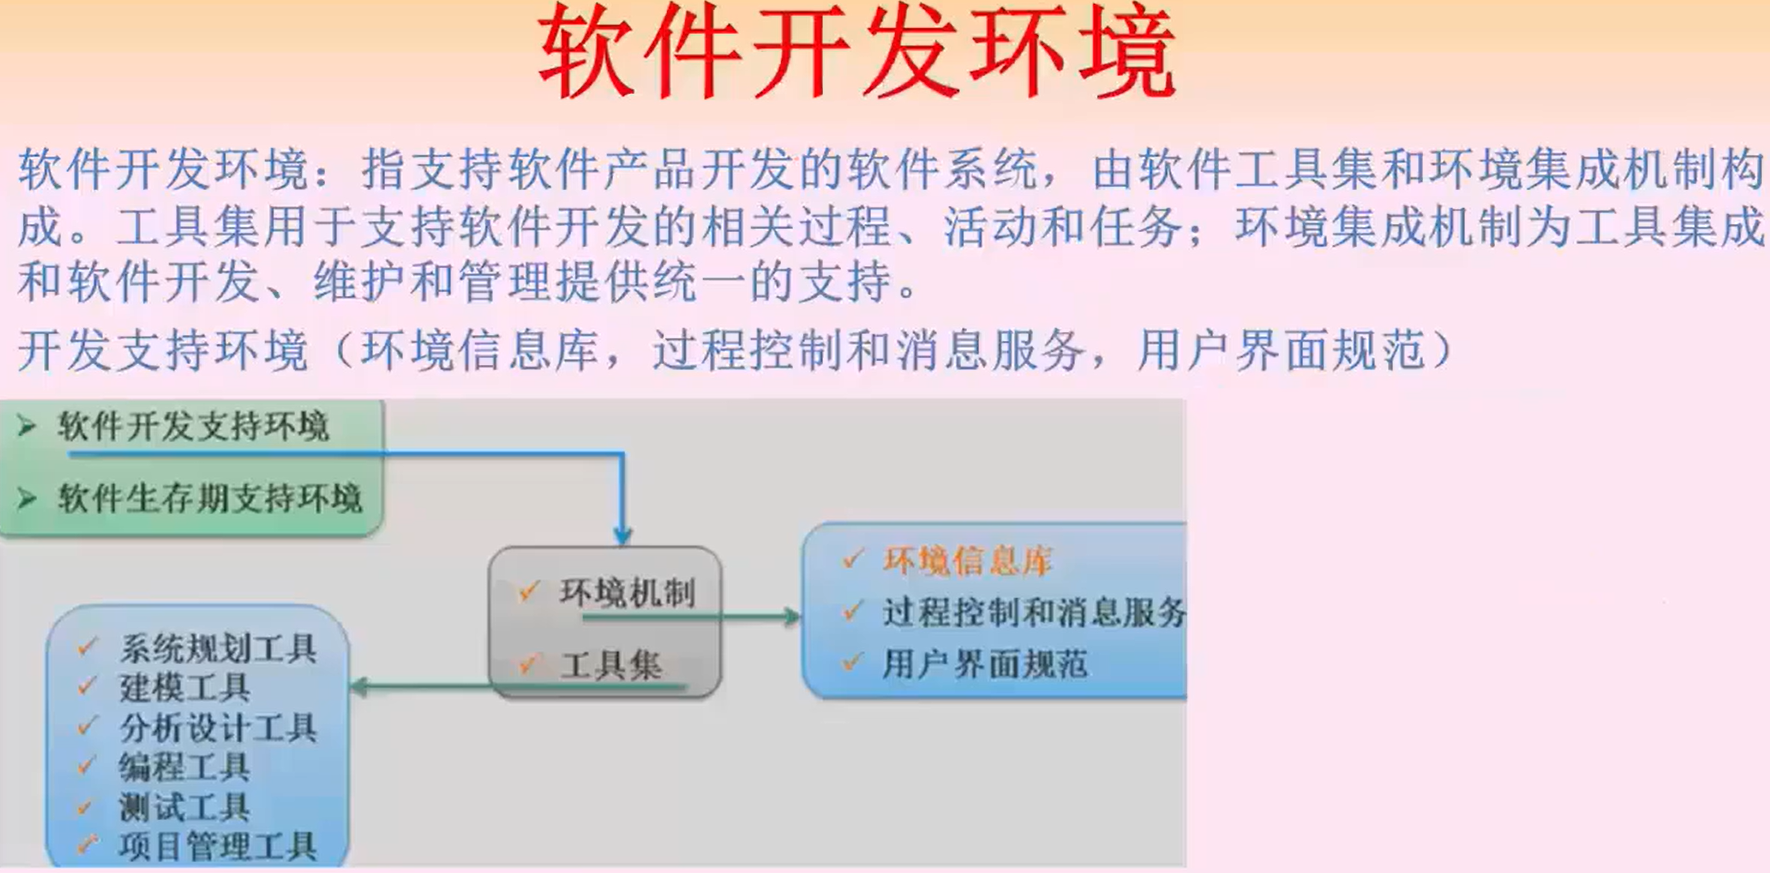 软件开发环境
软件开发环境：指支持软件产品开发的软件系统，由软件工具集和环境集成机制构
成。工具集用于支持软件开发的相关过程、活动和任务；环境集成机制为工具集成
和软件开发、维护和管理提供统一的支持。
开发支持环境（环境信息库，过程控制和消息服务，用户界面规范）
➢ 软件开发支持环境
➢ 软件生存期支持环境
✓ 环境机制
✓ 工具集
✓ 环境信息库
✓ 过程控制和消息服务
✓ 用户界面规范
✓ 系统规划工具
✓ 建模工具
✓ 分析设计工具
✓ 编程工具
✓ 测试工具
✓ 项目管理工具